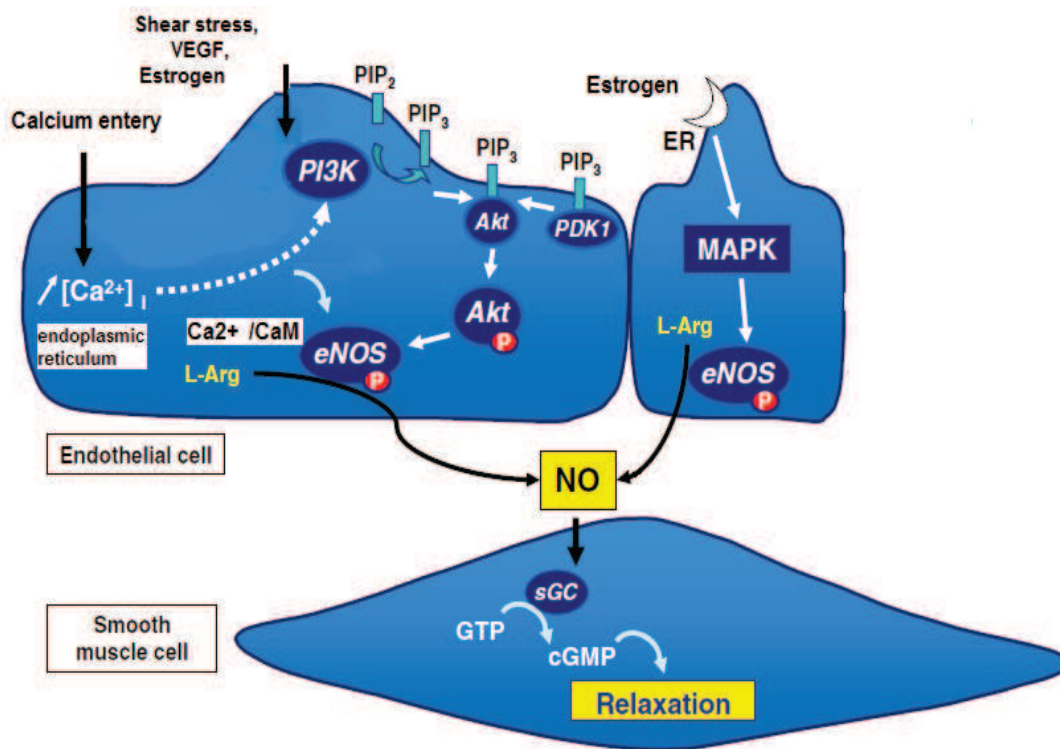 Shear stress,
VEGF,
Estrogen
Calcium entery
PIP2
PIP3
PIP3
PIP3
PI3K
Akt
PDK1
[Ca2+] I
endoplasmic
reticulum
Ca2+ /CaM
Akt
P
eNOS
P
L-Arg
Estrogen
ER
MAPK
L-Arg
eNOS
P
Endothelial cell
NO
Smooth
muscle cell
sGC
GTP
cGMP
Relaxation